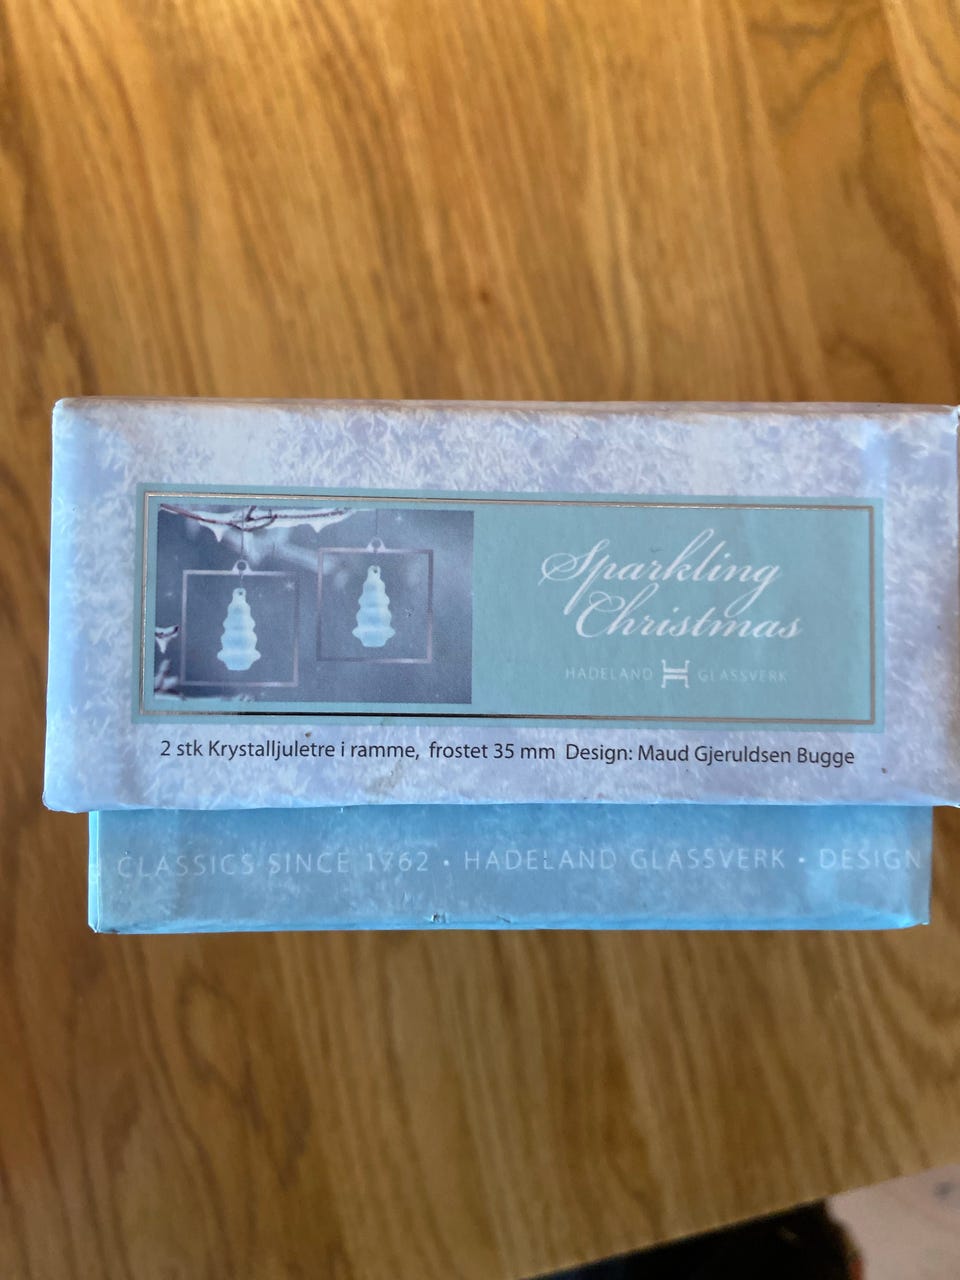 Sparkling
Christmas
HADELAND GLASSVERK
2 stk Krystalljuletre i ramme, frostet 35 mm Design: Maud Gjeruldsen Bugge
CLASSICS SINCE 1762 • HADELAND GLASSVERK • DESIGN